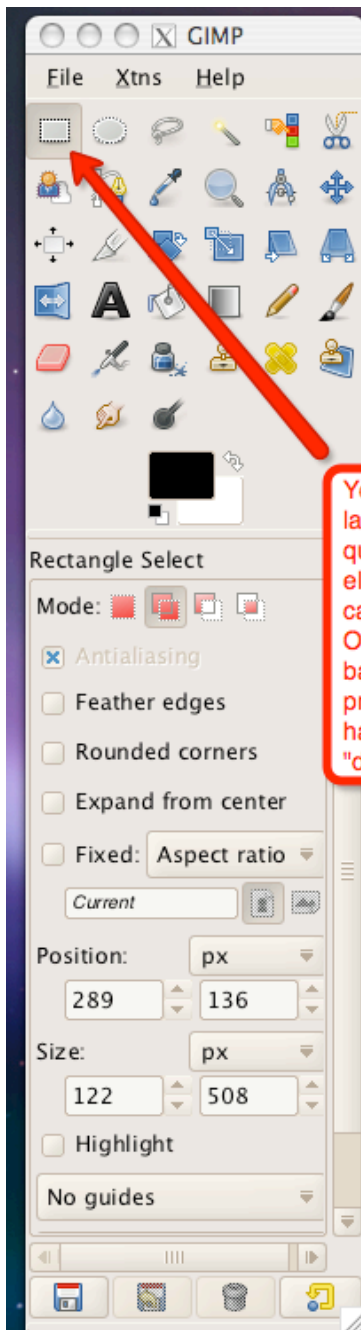 GIMP
File Xtns Help
Rectangle Select
Mode:
Antialiasing
Feather edges
Rounded corners
Expand from center
Fixed: Aspect ratio
Current
Position: px
289 136
Size: px
122 508
Highlight
No guides